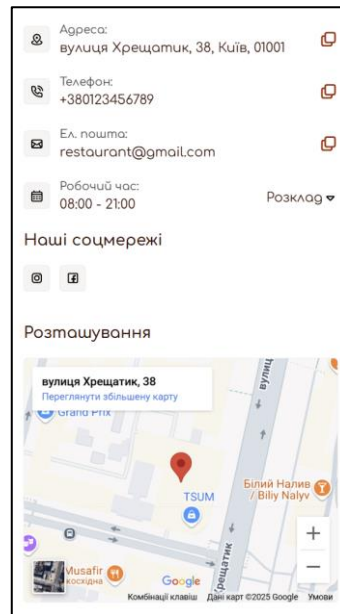 Адреса:
вулиця Хрещатик, 38, Київ, 01001
Телефон:
+380123456789
Ел. пошта:
restaurant@gmail.com
Робочий час:
08:00 - 21:00
Розклад
Наші соцмережі
Розташування
вулиця Хрещатик, 38
Переглянути збільшену карту
Grand Prix
вулиц
TSUM
Білий Налив
/ Biliy Nalyv
Хрещатик
Musafir
косхідна
Google
Комбінації клавіш
Дані карт ©2025 Google
Умови